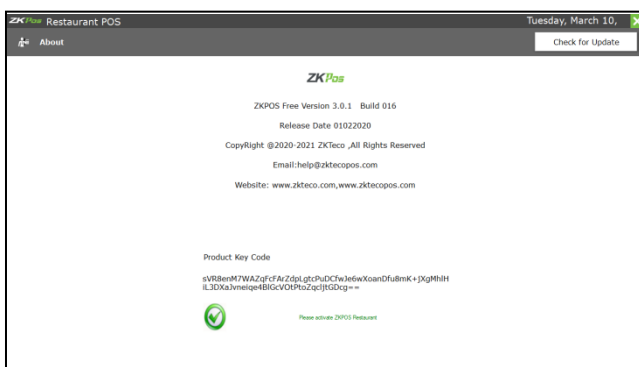 ZKPos Restaurant POS
Tuesday, March 10,
About
Check for Update
ZKPos
ZKPOS Free Version 3.0.1 Build 016
Release Date 01022020
CopyRight @2020-2021 ZKTeco ,All Rights Reserved
Email:help@zktecopos.com
Website: www.zkteco.com,www.zktecopos.com
Product Key Code
sVR8enM7WAZqFcFArZdpLgtcPuDCfwJe6wXoanDfu8mK+JXgMhlH
iL3DXaJvneiqe4BlGcVOtPtoZqcljtGDcg==
Please activate ZKPOS Restaurant